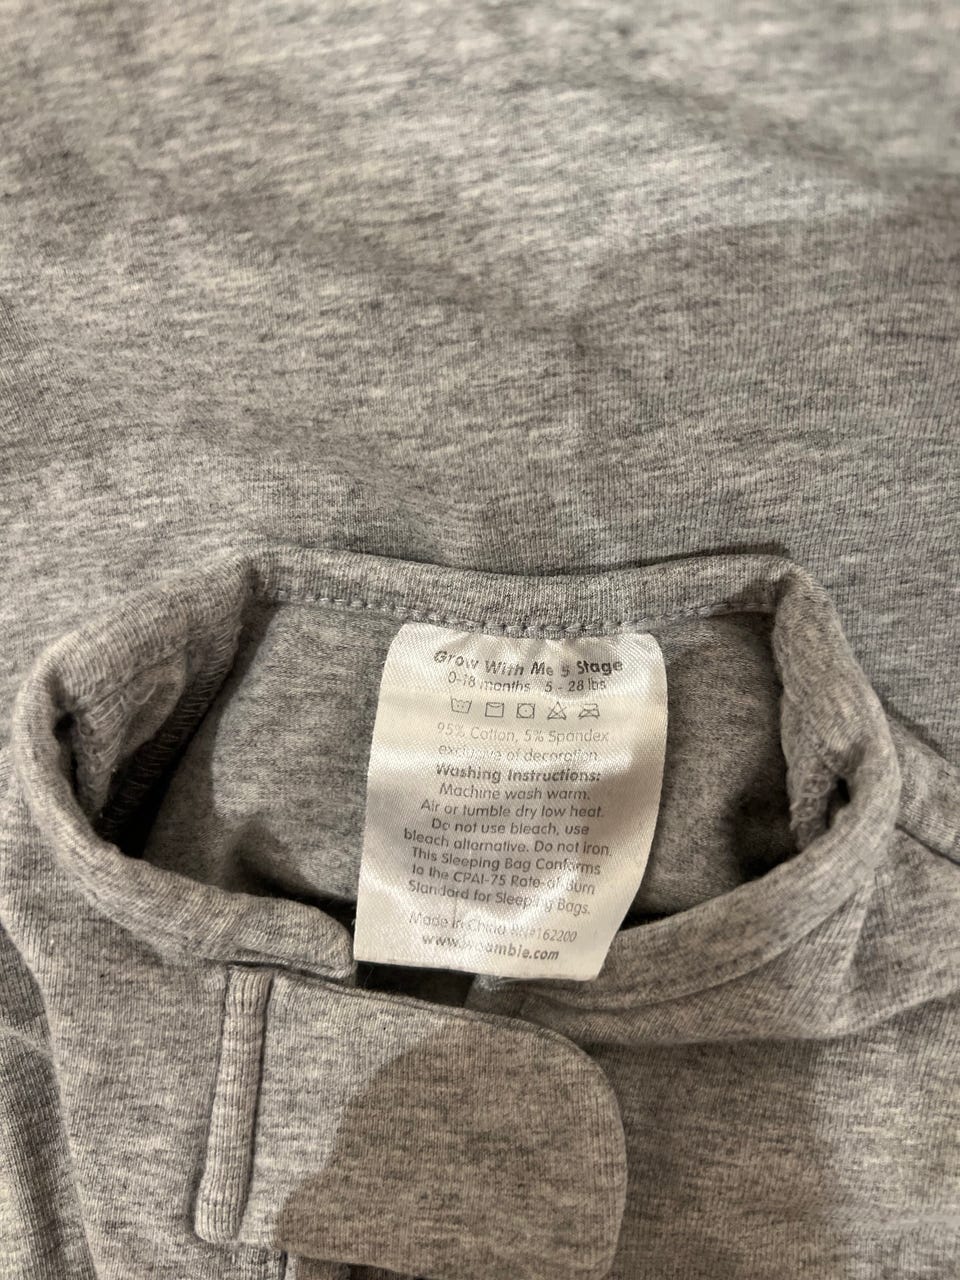 Grow With Me 5 Stage
0-18 months 5 - 28 lbs
95% Cotton, 5% Spandex
exclusive of decoration
Washing Instructions:
Machine wash warm.
Air or tumble dry low heat.
Do not use bleach, use
bleach alternative. Do not iron.
This Sleeping Bag Conforms
to the CPAI-75 Rate-of-Burn
Standard for Sleeping Bags.
Made in China #162200